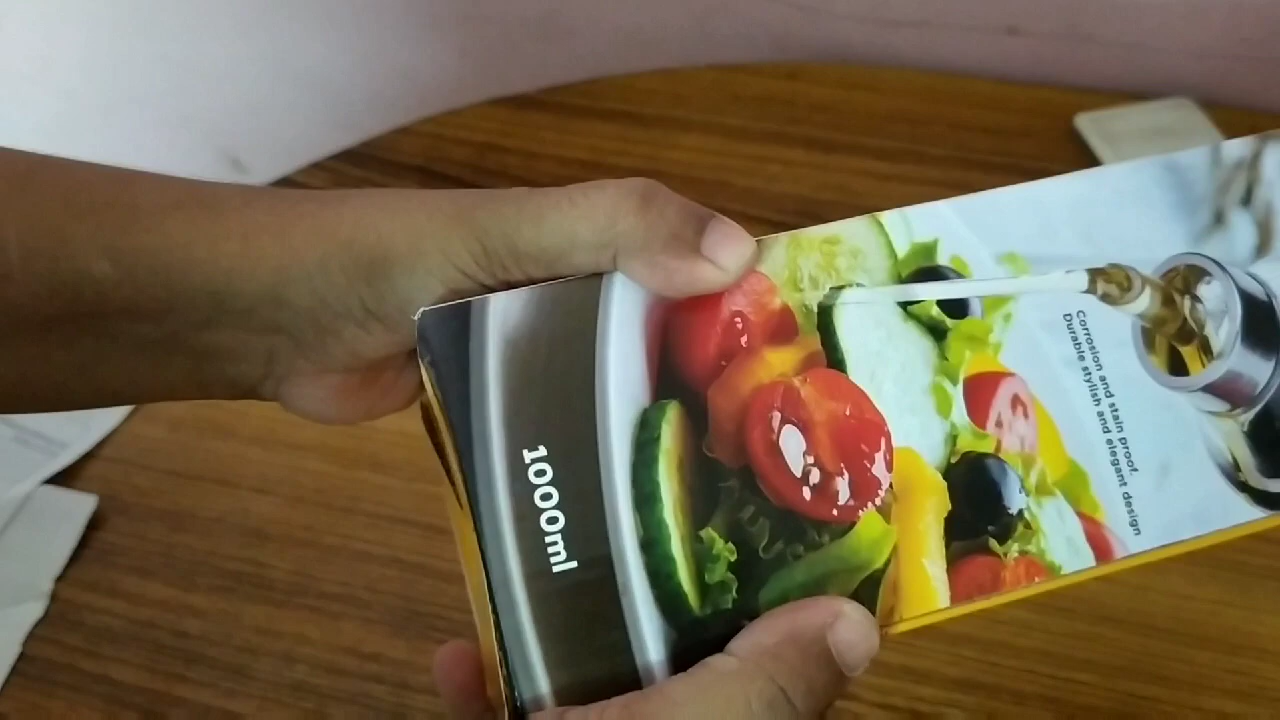 Corrosion and stain proof.
Durable stylish and elegant design
1000ml